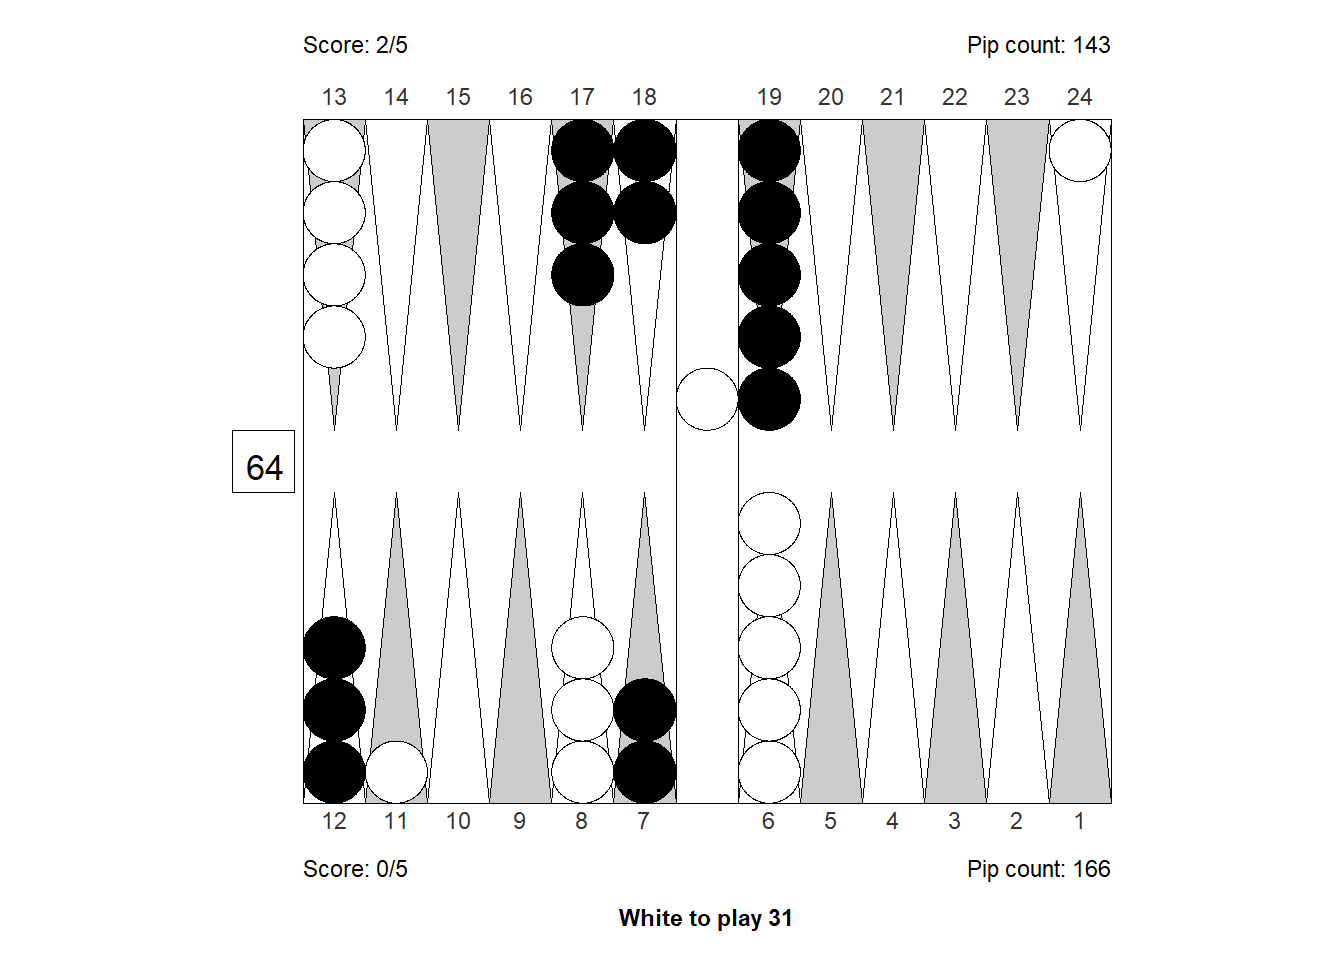 Score: 2/5 Pip count: 143
13 14 15 16 17 18 19 20 21 22 23 24
64
12 11 10 9 8 7 6 5 4 3 2 1
Score: 0/5 Pip count: 166
White to play 31